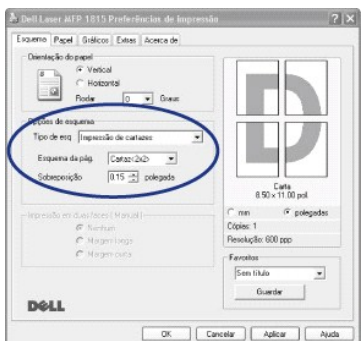 Dell Laser MFP 1815 Preferências de impressão
Esquema Papel Gráficos Extras Acerca de
Orientação do papel
Vertical
Horizontal
Rodar 0 Graus
Opções de esquema
Tipo de esq Impressão de cartazes
Esquema da pág. Cartaz<2x2>
Sobreposição 0.15 polegada
Impressão em duas faces (Manual)
Nenhum
Margem longa
Margem curta
Carta
8.50 x 11.00 pol.
mm polegadas
Cópias: 1
Resolução: 600 ppp
Favoritos
Sem título
Guardar
DELL
OK Cancelar Aplicar Ajuda